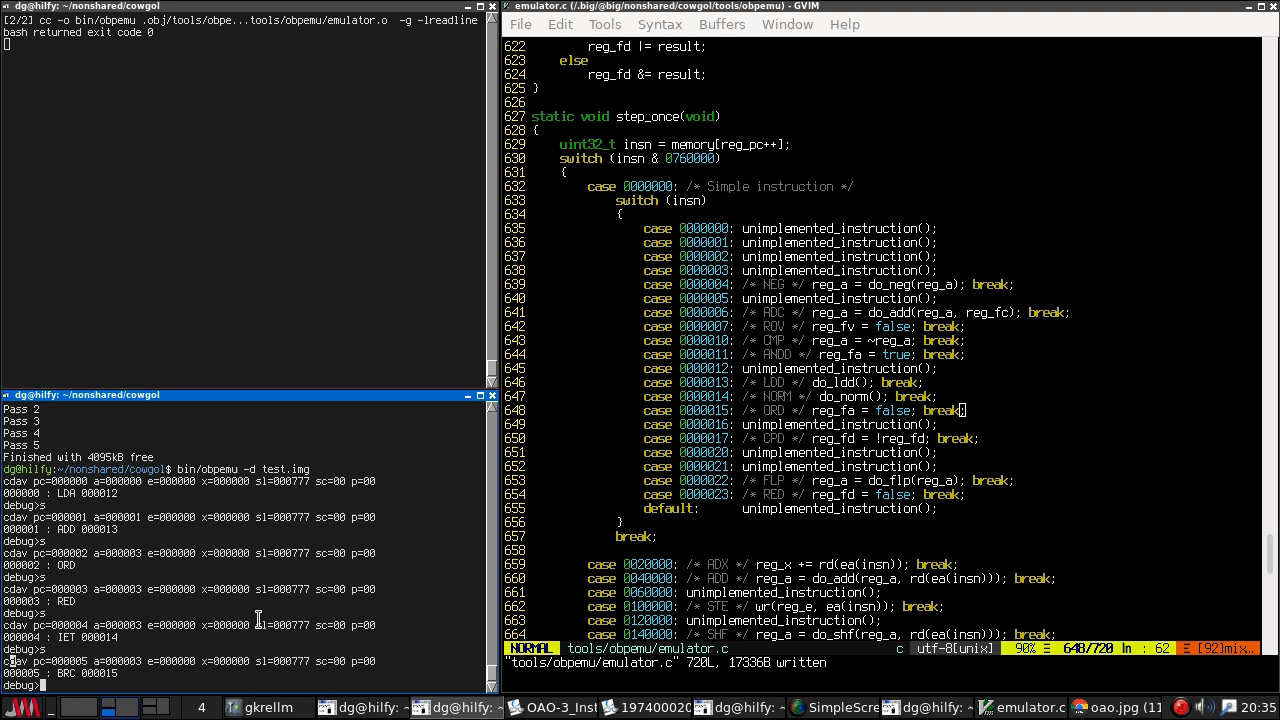 dg@hilfy: ~/nonshared/cowgol
[2/2] cc -o bin/obpemu .obj/tools/obpe...tools/obpemu/emulator.o  -g -lreadline
bash returned exit code 0
dg@hilfy: ~/nonshared/cowgol
Pass 2
Pass 3
Pass 4
Pass 5
Finished with 4095kB free
dg@hilfy:~/nonshared/cowgol$ bin/obpemu -d test.img
cdav pc=000000 a=000000 e=000000 x=000000 sl=000777 sc=00 p=00
000000 : LDA 000012
debug>s
cdav pc=000001 a=000001 e=000000 x=000000 sl=000777 sc=00 p=00
000001 : ADD 000013
debug>s
cdav pc=000002 a=000003 e=000000 x=000000 sl=000777 sc=00 p=00
000002 : ORD
debug>s
cdav pc=000003 a=000003 e=000000 x=000000 sl=000777 sc=00 p=00
000003 : RED
debug>s
cdav pc=000004 a=000003 e=000000 x=000000 sl=000777 sc=00 p=00
000004 : IET 000014
debug>s
cdav pc=000005 a=000003 e=000000 x=000000 sl=000777 sc=00 p=00
000005 : BRC 000015
debug>
emulator.c (/.big/@big/nonshared/cowgol/tools/obpemu) - GVIM
File Edit Tools Syntax Buffers Window Help
622         reg_fd |= result;
623     else
624         reg_fd &= result;
625 }
626
627 static void step_once(void)
628 {
629     uint32_t insn = memory[reg_pc++];
630     switch (insn & 0760000)
631     {
632         case 0000000: /* Simple instruction */
633             switch (insn)
634             {
635                 case 0000000: unimplemented_instruction();
636                 case 0000001: unimplemented_instruction();
637                 case 0000002: unimplemented_instruction();
638                 case 0000003: unimplemented_instruction();
639                 case 0000004: /* NEG */ reg_a = do_neg(reg_a); break;
640                 case 0000005: unimplemented_instruction();
641                 case 0000006: /* ADC */ reg_a = do_add(reg_a, reg_fc); break;
642                 case 0000007: /* ROV */ reg_fv = false; break;
643                 case 0000010: /* CMP */ reg_a = ~reg_a; break;
644                 case 0000011: /* ANDD */ reg_fa = true; break;
645                 case 0000012: unimplemented_instruction();
646                 case 0000013: /* LDD */ do_ldd(); break;
647                 case 0000014: /* NORM */ do_norm(); break;
648                 case 0000015: /* ORD */ reg_fa = false; break;
649                 case 0000016: unimplemented_instruction();
650                 case 0000017: /* CPD */ reg_fd = !reg_fd; break;
651                 case 0000020: unimplemented_instruction();
652                 case 0000021: unimplemented_instruction();
653                 case 0000022: /* FLP */ reg_a = do_flp(reg_a); break;
654                 case 0000023: /* RED */ reg_fd = false; break;
655                 default:      unimplemented_instruction();
656             }
657             break;
658
659         case 0020000: /* ADX */ reg_x += rd(ea(insn)); break;
660         case 0040000: /* ADD */ reg_a = do_add(reg_a, rd(ea(insn))); break;
661         case 0060000: unimplemented_instruction();
662         case 0100000: /* STE */ wr(reg_e, ea(insn)); break;
663         case 0120000: unimplemented_instruction();
664         case 0140000: /* SHF */ reg_a = do_shf(reg_a, rd(ea(insn))); break;
NORMAL tools/obpemu/emulator.c c utf-8[unix] 90% ☰ 648/720 ln : 62 Ξ [92]mix…
"tools/obpemu/emulator.c" 720L, 17336B written
4 gkrellm dg@hilfy: ~ dg@hilfy: ~/ OAO-3_Inst 197400020 dg@hilfy: ~/ SimpleScre dg@hilfy: ~/ emulator.c oao.jpg (11 20:35